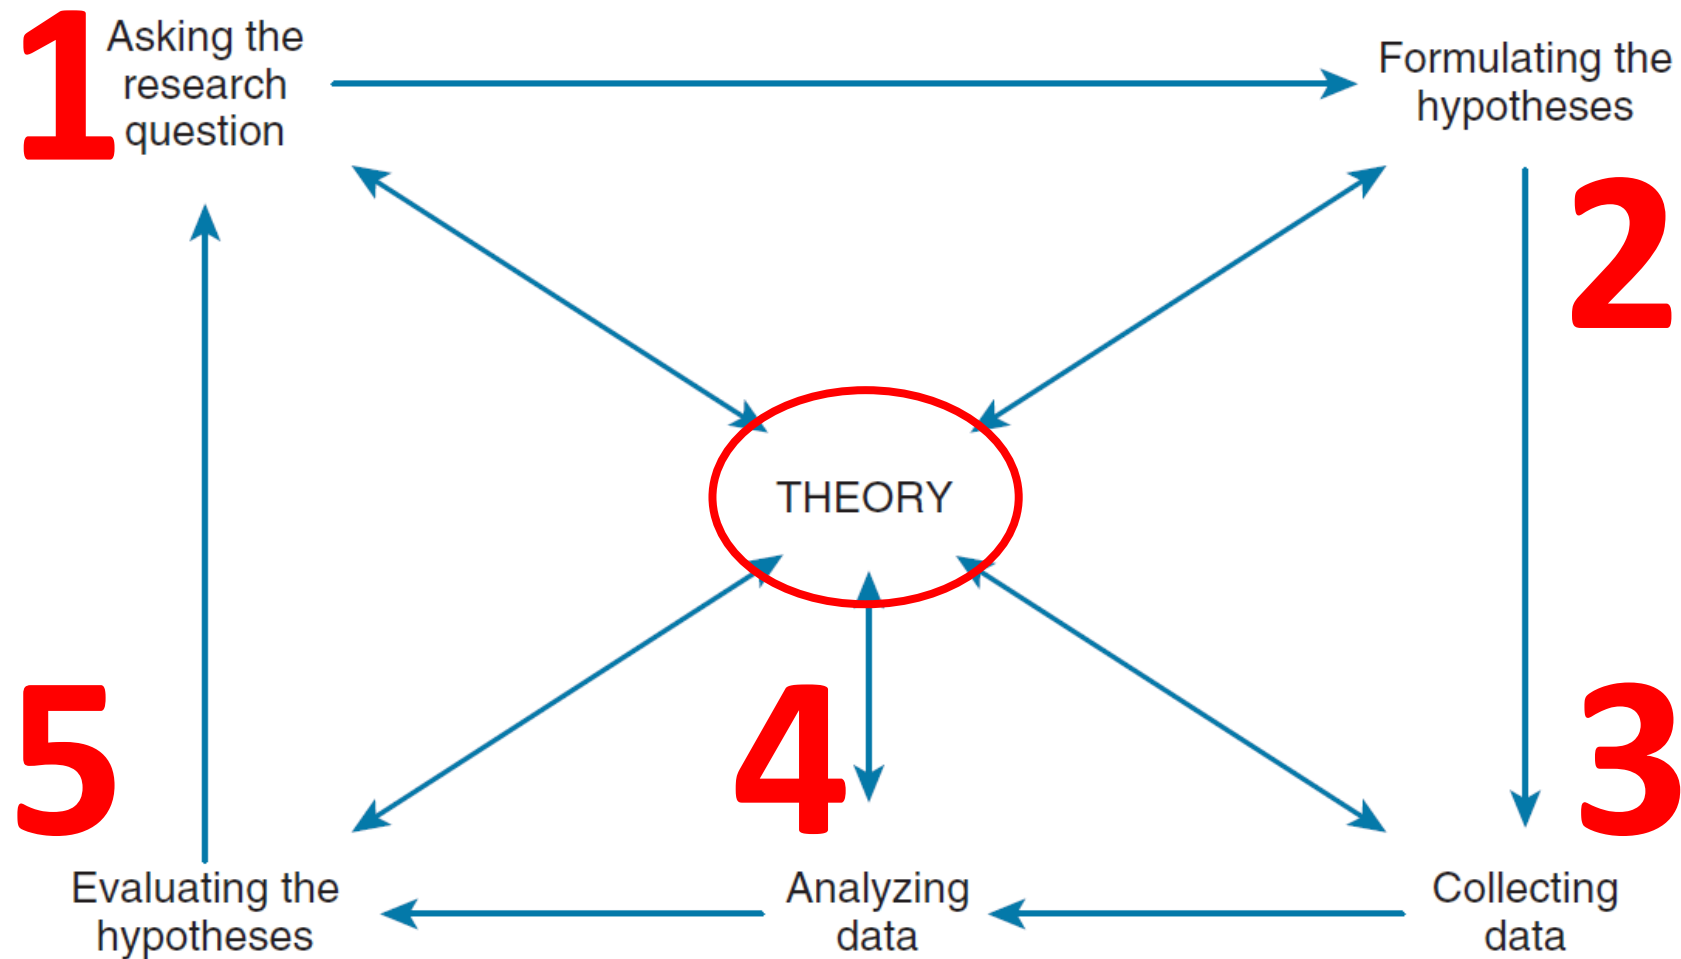 1
Asking the
research
question
Formulating the
hypotheses
2
THEORY
5
4
3
Evaluating the
hypotheses
Analyzing
data
Collecting
data